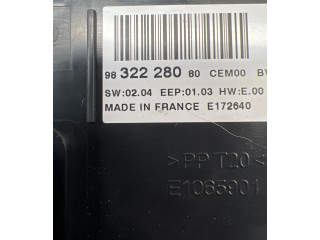 98 322 280 80 CEM00 BV
SW:02.04 EEP:01.03 HW:E.00
MADE IN FRANCE E172640
>PP T20<
E1065901